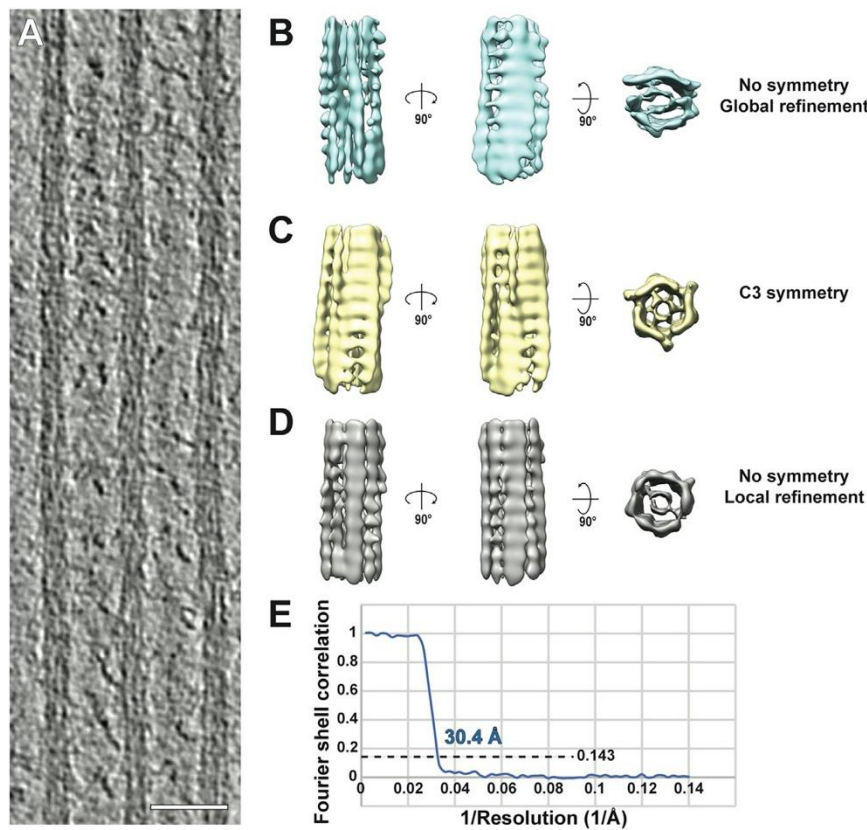 A
B
90°
90°
No symmetry
Global refinement
C
90°
90°
C3 symmetry
D
90°
90°
No symmetry
Local refinement
E
Fourier shell correlation
1
0.8
0.6
0.4
0.2
0
30.4 Å
0.143
0 0.02 0.04 0.06 0.08 0.1 0.12 0.14
1/Resolution (1/Å)